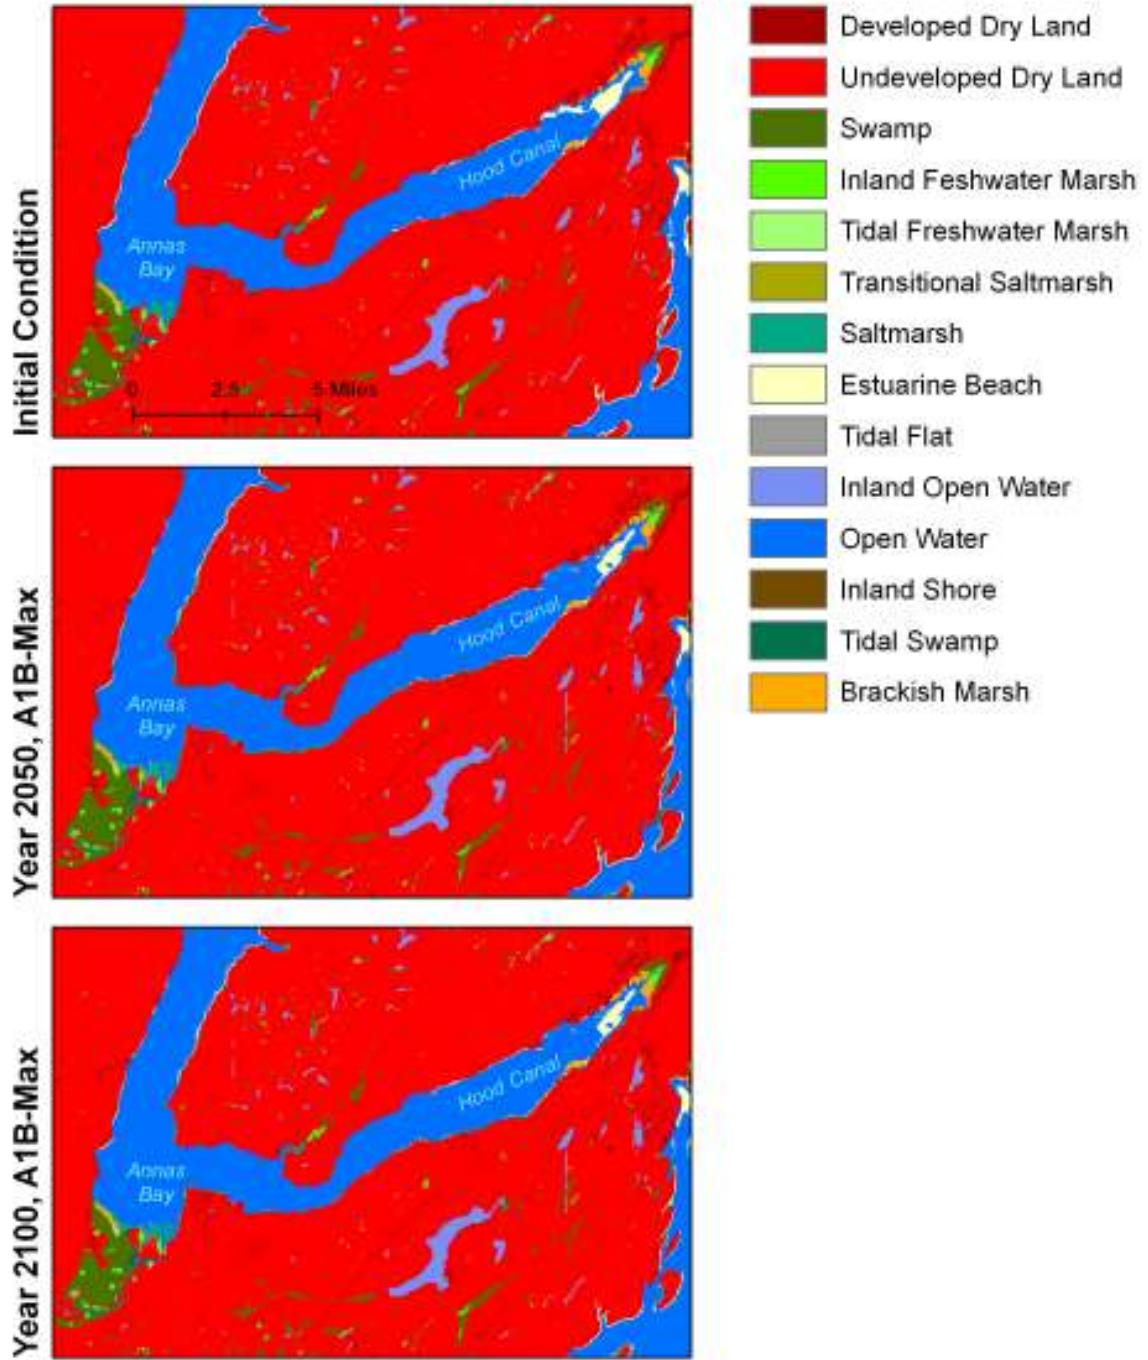 Initial Condition
Annas
Bay
Hood Canal
0 2.5 5 Miles
Year 2050, A1B-Max
Annas
Bay
Hood Canal
Year 2100, A1B-Max
Annas
Bay
Hood Canal
Developed Dry Land
Undeveloped Dry Land
Swamp
Inland Feshwater Marsh
Tidal Freshwater Marsh
Transitional Saltmarsh
Saltmarsh
Estuarine Beach
Tidal Flat
Inland Open Water
Open Water
Inland Shore
Tidal Swamp
Brackish Marsh